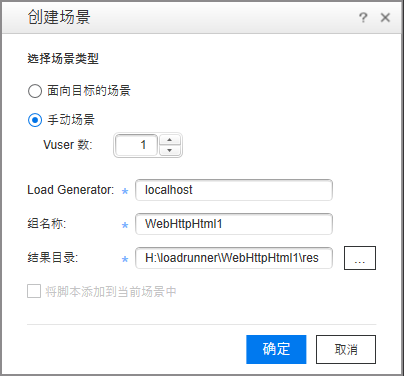 创建场景 ?
选择场景类型
面向目标的场景
手动场景
Vuser 数: 1
Load Generator: * localhost
组名称: * WebHttpHtml1
结果目录: * H:\loadrunner\WebHttpHtml1\res ...
将脚本添加到当前场景中
确定 取消